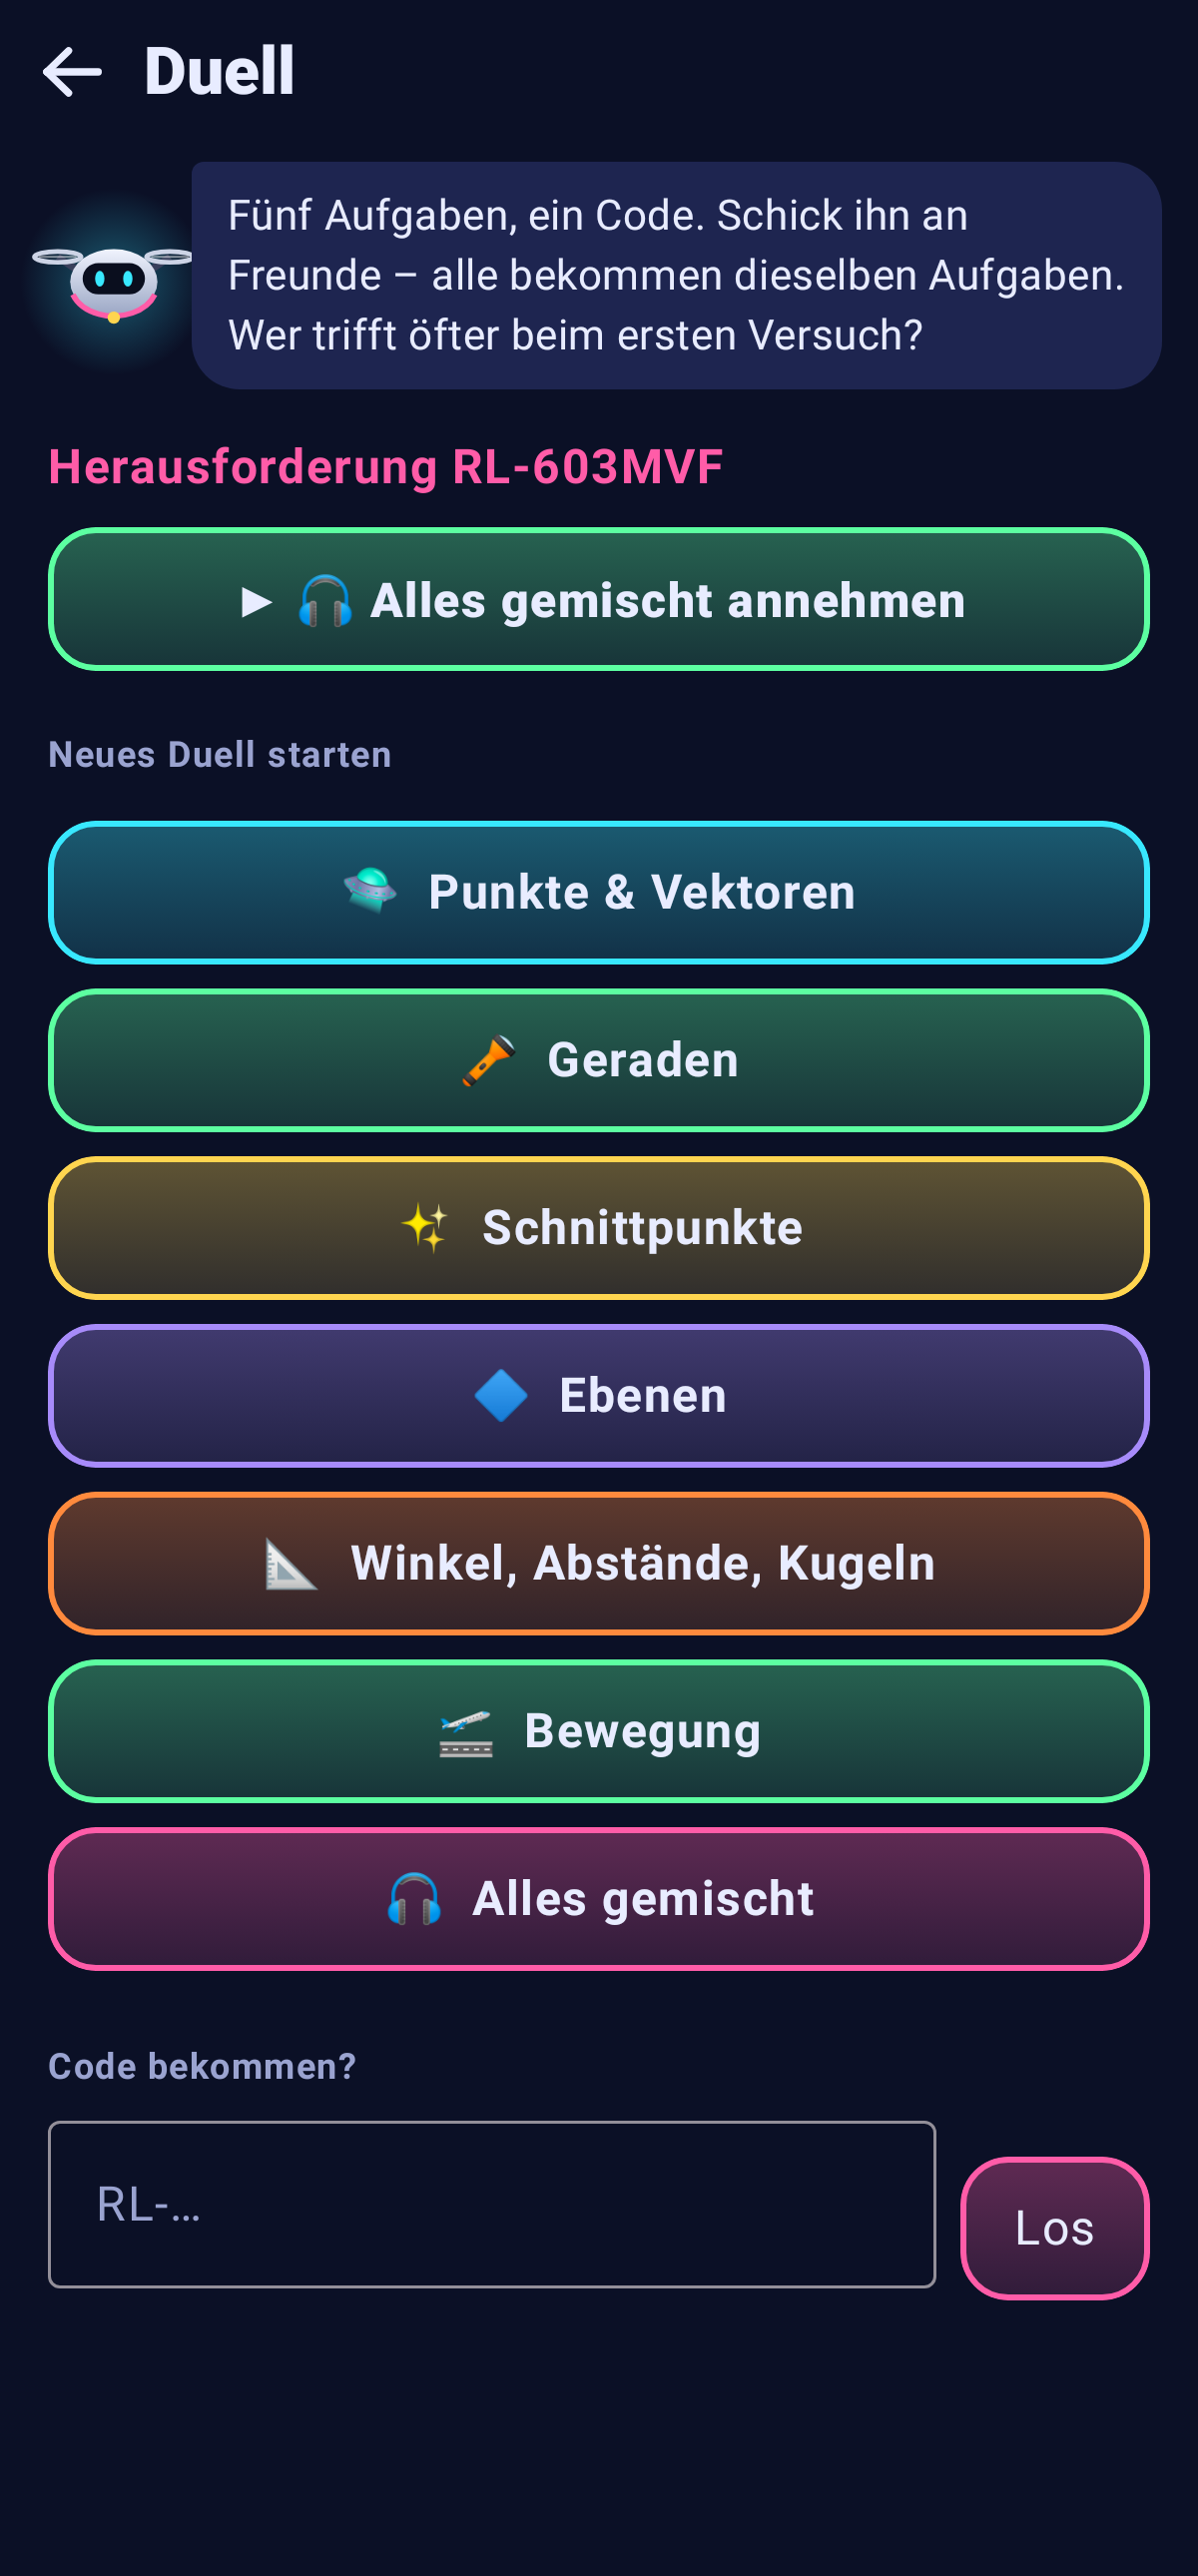 Duell
Fünf Aufgaben, ein Code. Schick ihn an
Freunde – alle bekommen dieselben Aufgaben.
Wer trifft öfter beim ersten Versuch?
Herausforderung RL-603MVF
▶ 🎧 Alles gemischt annehmen
Neues Duell starten
🛸 Punkte & Vektoren
🔦 Geraden
✨ Schnittpunkte
🔷 Ebenen
📐 Winkel, Abstände, Kugeln
🛫 Bewegung
🎧 Alles gemischt
Code bekommen?
RL-…
Los